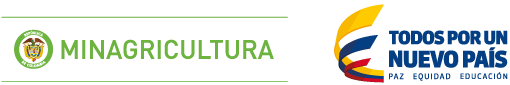 MINAGRICULTURA
TODOS POR UN
NUEVO PAÍS
PAZ EQUIDAD EDUCACIÓN